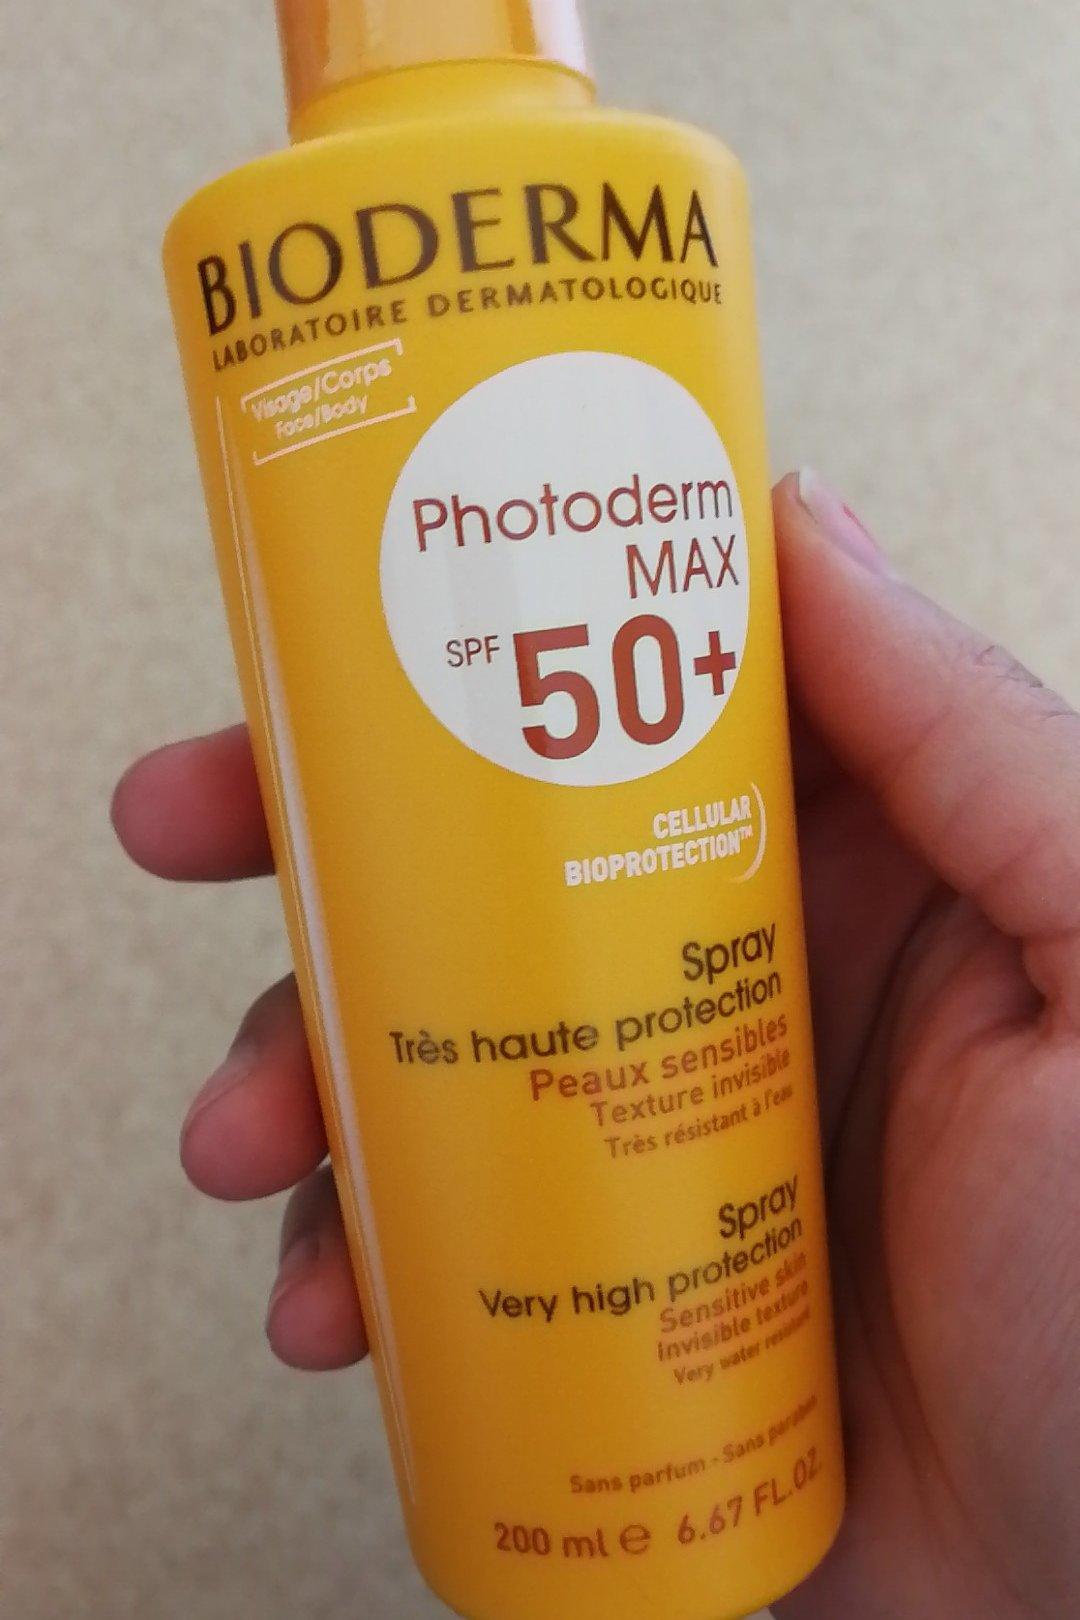 BIODERMA
LABORATOIRE DERMATOLOGIQUE
Visage/Corps
Face/Body
Photoderm
MAX
SPF 50+
CELLULAR
BIOPROTECTION™
Spray
Très haute protection
Peaux sensibles
Texture invisible
Très résistant à l'eau
Spray
Very high protection
Sensitive skin
Invisible texture
Very water resistant
Sans parfum - Sans paraben
200 ml e 6.67 FL.OZ.